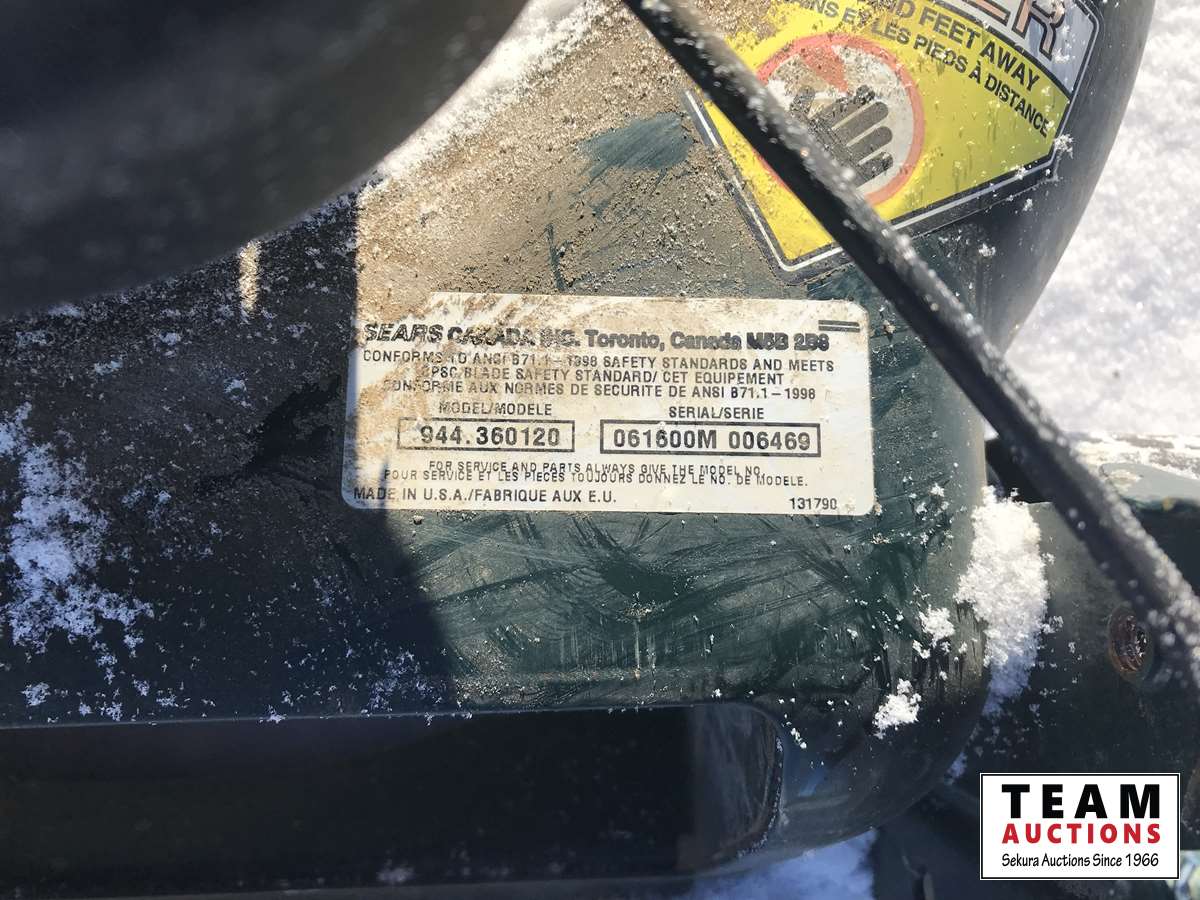 ER
ND FEET AWAY
INS ET LES PIEDS À DISTANCE
SEARS CANADA INC. Toronto, Canada M5B 2B8
CONFORMS TO ANSI B71.1-1998 SAFETY STANDARDS AND MEETS
CPSC BLADE SAFETY STANDARD/ CET EQUIPEMENT
CONFORME AUX NORMES DE SECURITE DE ANSI B71.1-1998
MODEL/MODELE SERIAL/SERIE
944.360120 061600M 006469
FOR SERVICE AND PARTS ALWAYS GIVE THE MODEL NO.
POUR SERVICE ET LES PIECES TOUJOURS DONNEZ LE NO. DE MODELE.
MADE IN U.S.A./FABRIQUE AUX E.U. 131790
TEAM
AUCTIONS
Sekura Auctions Since 1966